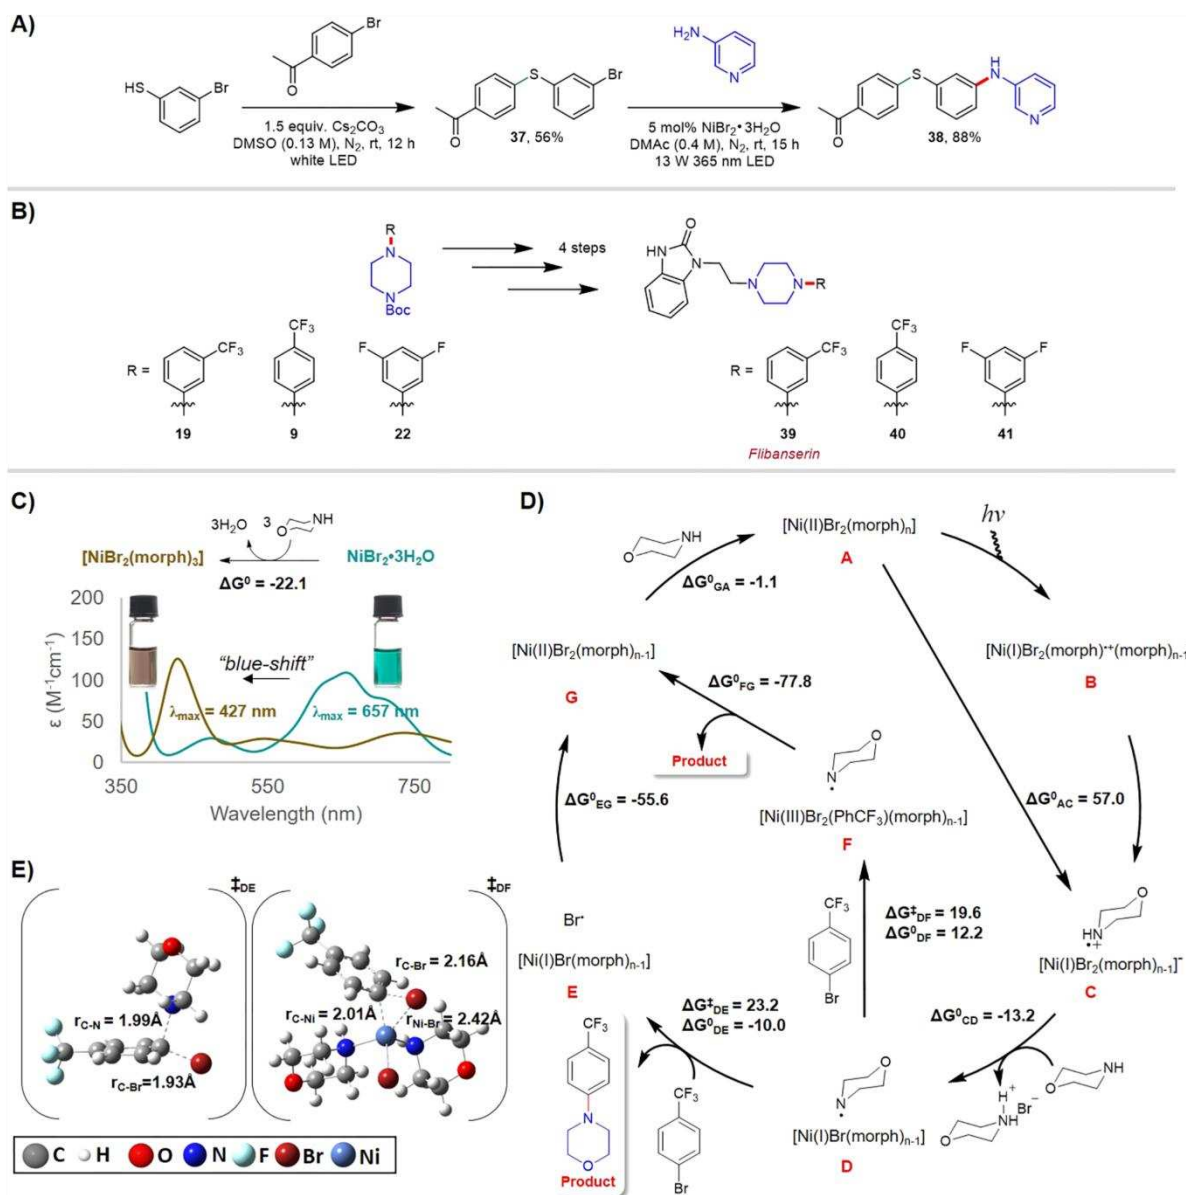 A)
HS
Br
Br
O
1.5 equiv. Cs₂CO₃
DMSO (0.13 M), N₂, rt, 12 h
white LED
S
Br
O
37, 56%
H₂N
N
5 mol% NiBr₂•3H₂O
DMAc (0.4 M), N₂, rt, 15 h
13 W 365 nm LED
S
H
N
N
O
38, 88%
B)
R
N
N
Boc
4 steps
O
HN
N
N
N
R
R =
CF₃
CF₃
F
F
19
9
22
R =
CF₃
CF₃
F
F
39
40
41
Flibanserin
C)
3H₂O
3
O
NH
[NiBr₂(morph)₃]
NiBr₂•3H₂O
ΔG⁰ = -22.1
200
150
100
50
0
ε (M⁻¹cm⁻¹)
"blue-shift"
λmax = 427 nm
λmax = 657 nm
350
550
750
Wavelength (nm)
D)
O
NH
[Ni(II)Br₂(morph)n]
A
hν
ΔG⁰GA = -1.1
[Ni(II)Br₂(morph)n-1]
G
[Ni(I)Br₂(morph)•⁺(morph)n-1]
B
ΔG⁰FG = -77.8
Product
O
N
•
[Ni(III)Br₂(PhCF₃)(morph)n-1]
F
ΔG⁰EG = -55.6
ΔG⁰AC = 57.0
O
HN
•+
[Ni(I)Br₂(morph)n-1]⁻
C
CF₃
Br
ΔG‡DF = 19.6
ΔG⁰DF = 12.2
Br•
[Ni(I)Br(morph)n-1]
E
ΔG‡DE = 23.2
ΔG⁰DE = -10.0
ΔG⁰CD = -13.2
CF₃
N
O
Product
CF₃
Br
O
N
•
[Ni(I)Br(morph)n-1]
D
O
NH
H
+
NH
Br⁻
O
E)
‡DE
‡DF
rC-N = 1.99Å
rC-Br=1.93Å
rC-Br = 2.16Å
rC-Ni = 2.01Å
rNi-Br = 2.42Å
C
H
O
N
F
Br
Ni